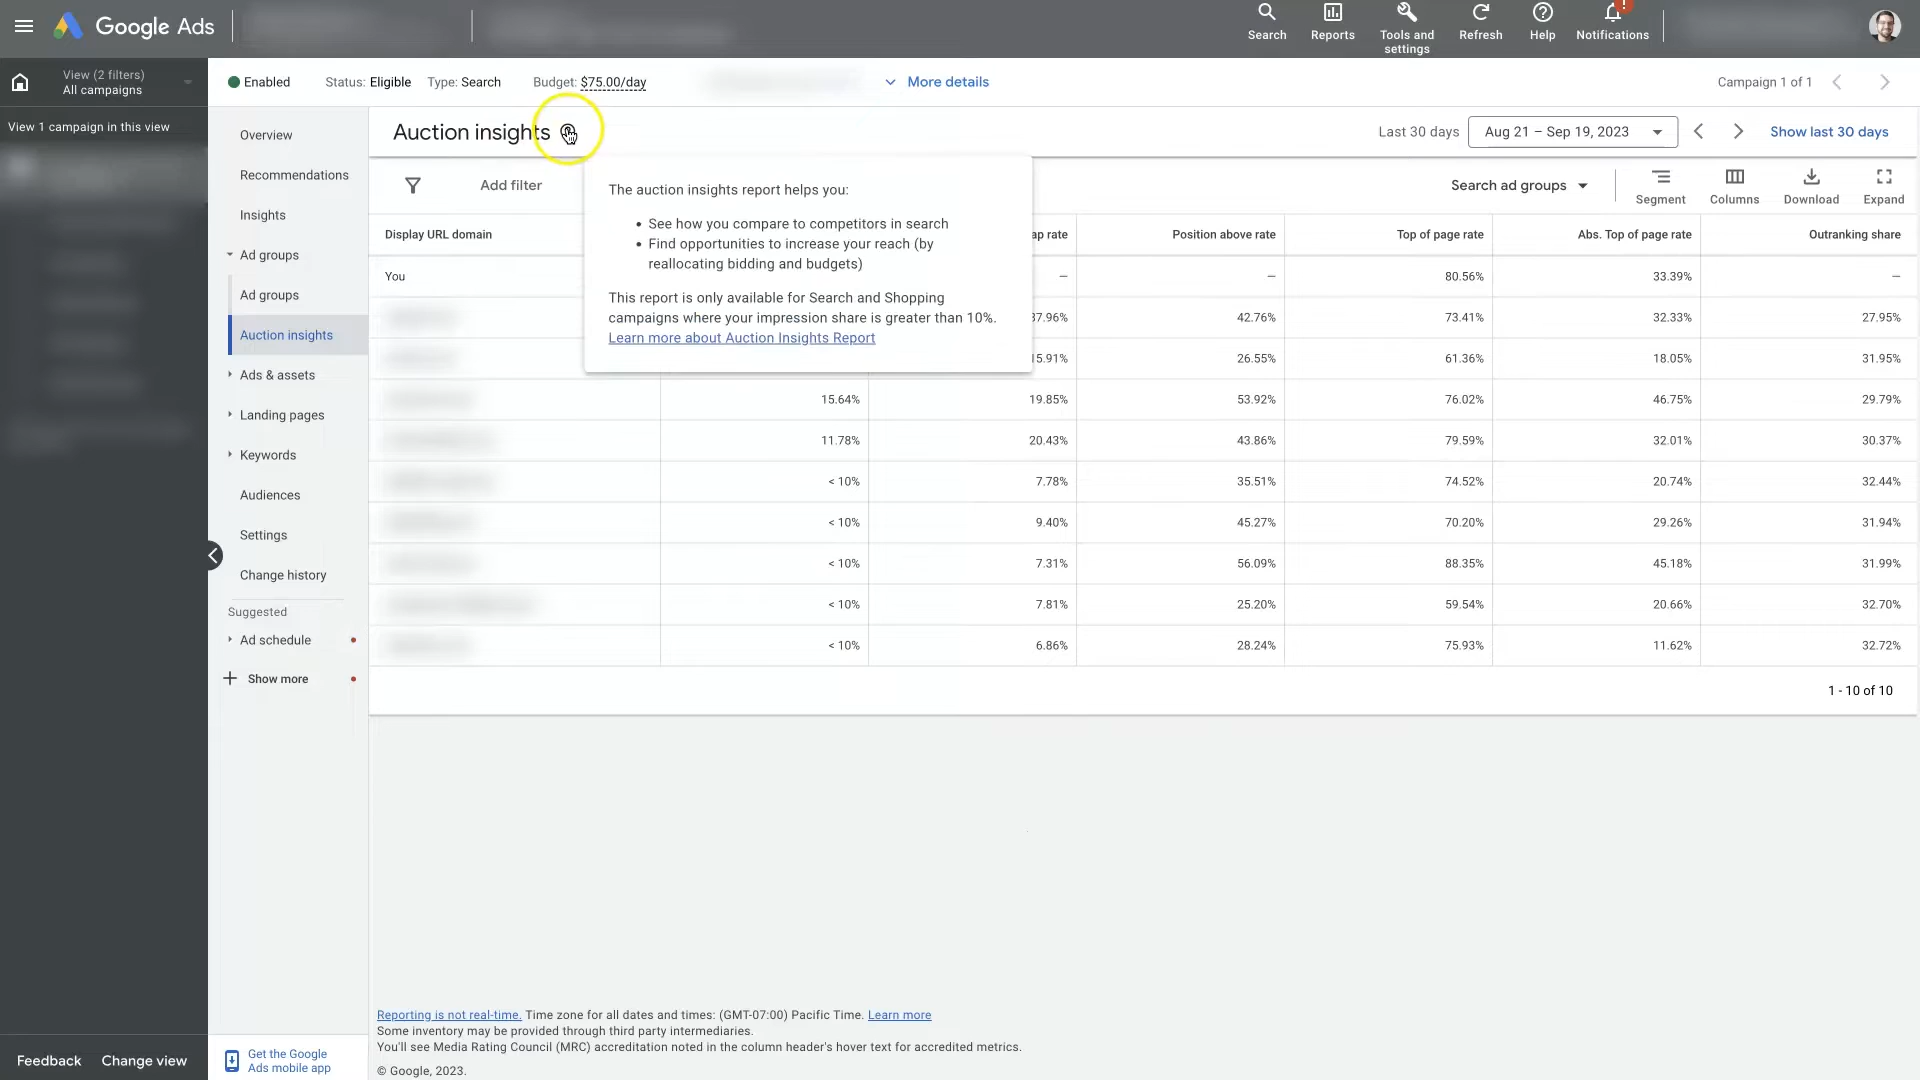 Google Ads
Search
Reports
Tools and
settings
Refresh
Help
Notifications
!
View (2 filters)
All campaigns
Enabled
Status: Eligible
Type: Search
Budget: $75.00/day
More details
Campaign 1 of 1
View 1 campaign in this view
Overview
Recommendations
Insights
Ad groups
Ad groups
Auction insights
Ads & assets
Landing pages
Keywords
Audiences
Settings
Change history
Suggested
Ad schedule
Show more
Auction insights
Last 30 days
Aug 21 – Sep 19, 2023
Show last 30 days
Add filter
Search ad groups
Segment
Columns
Download
Expand
The auction insights report helps you:
• See how you compare to competitors in search
• Find opportunities to increase your reach (by
reallocating bidding and budgets)
This report is only available for Search and Shopping
campaigns where your impression share is greater than 10%.
Learn more about Auction Insights Report
Display URL domain rate Position above rate Top of page rate Abs. Top of page rate Outranking share
You — — 80.56% 33.39% —
42.76% 73.41% 32.33% 27.95%
26.55% 61.36% 18.05% 31.95%
15.64% 19.85% 53.92% 76.02% 46.75% 29.79%
11.78% 20.43% 43.86% 79.59% 32.01% 30.37%
< 10% 7.78% 35.51% 74.52% 20.74% 32.44%
< 10% 9.40% 45.27% 70.20% 29.26% 31.94%
< 10% 7.31% 56.09% 88.35% 45.18% 31.99%
< 10% 7.81% 25.20% 59.54% 20.66% 32.70%
< 10% 6.86% 28.24% 75.93% 11.62% 32.72%
1 - 10 of 10
Reporting is not real-time. Time zone for all dates and times: (GMT-07:00) Pacific Time. Learn more
Some inventory may be provided through third party intermediaries.
You'll see Media Rating Council (MRC) accreditation noted in the column header's hover text for accredited metrics.
© Google, 2023.
Feedback
Change view
Get the Google
Ads mobile app